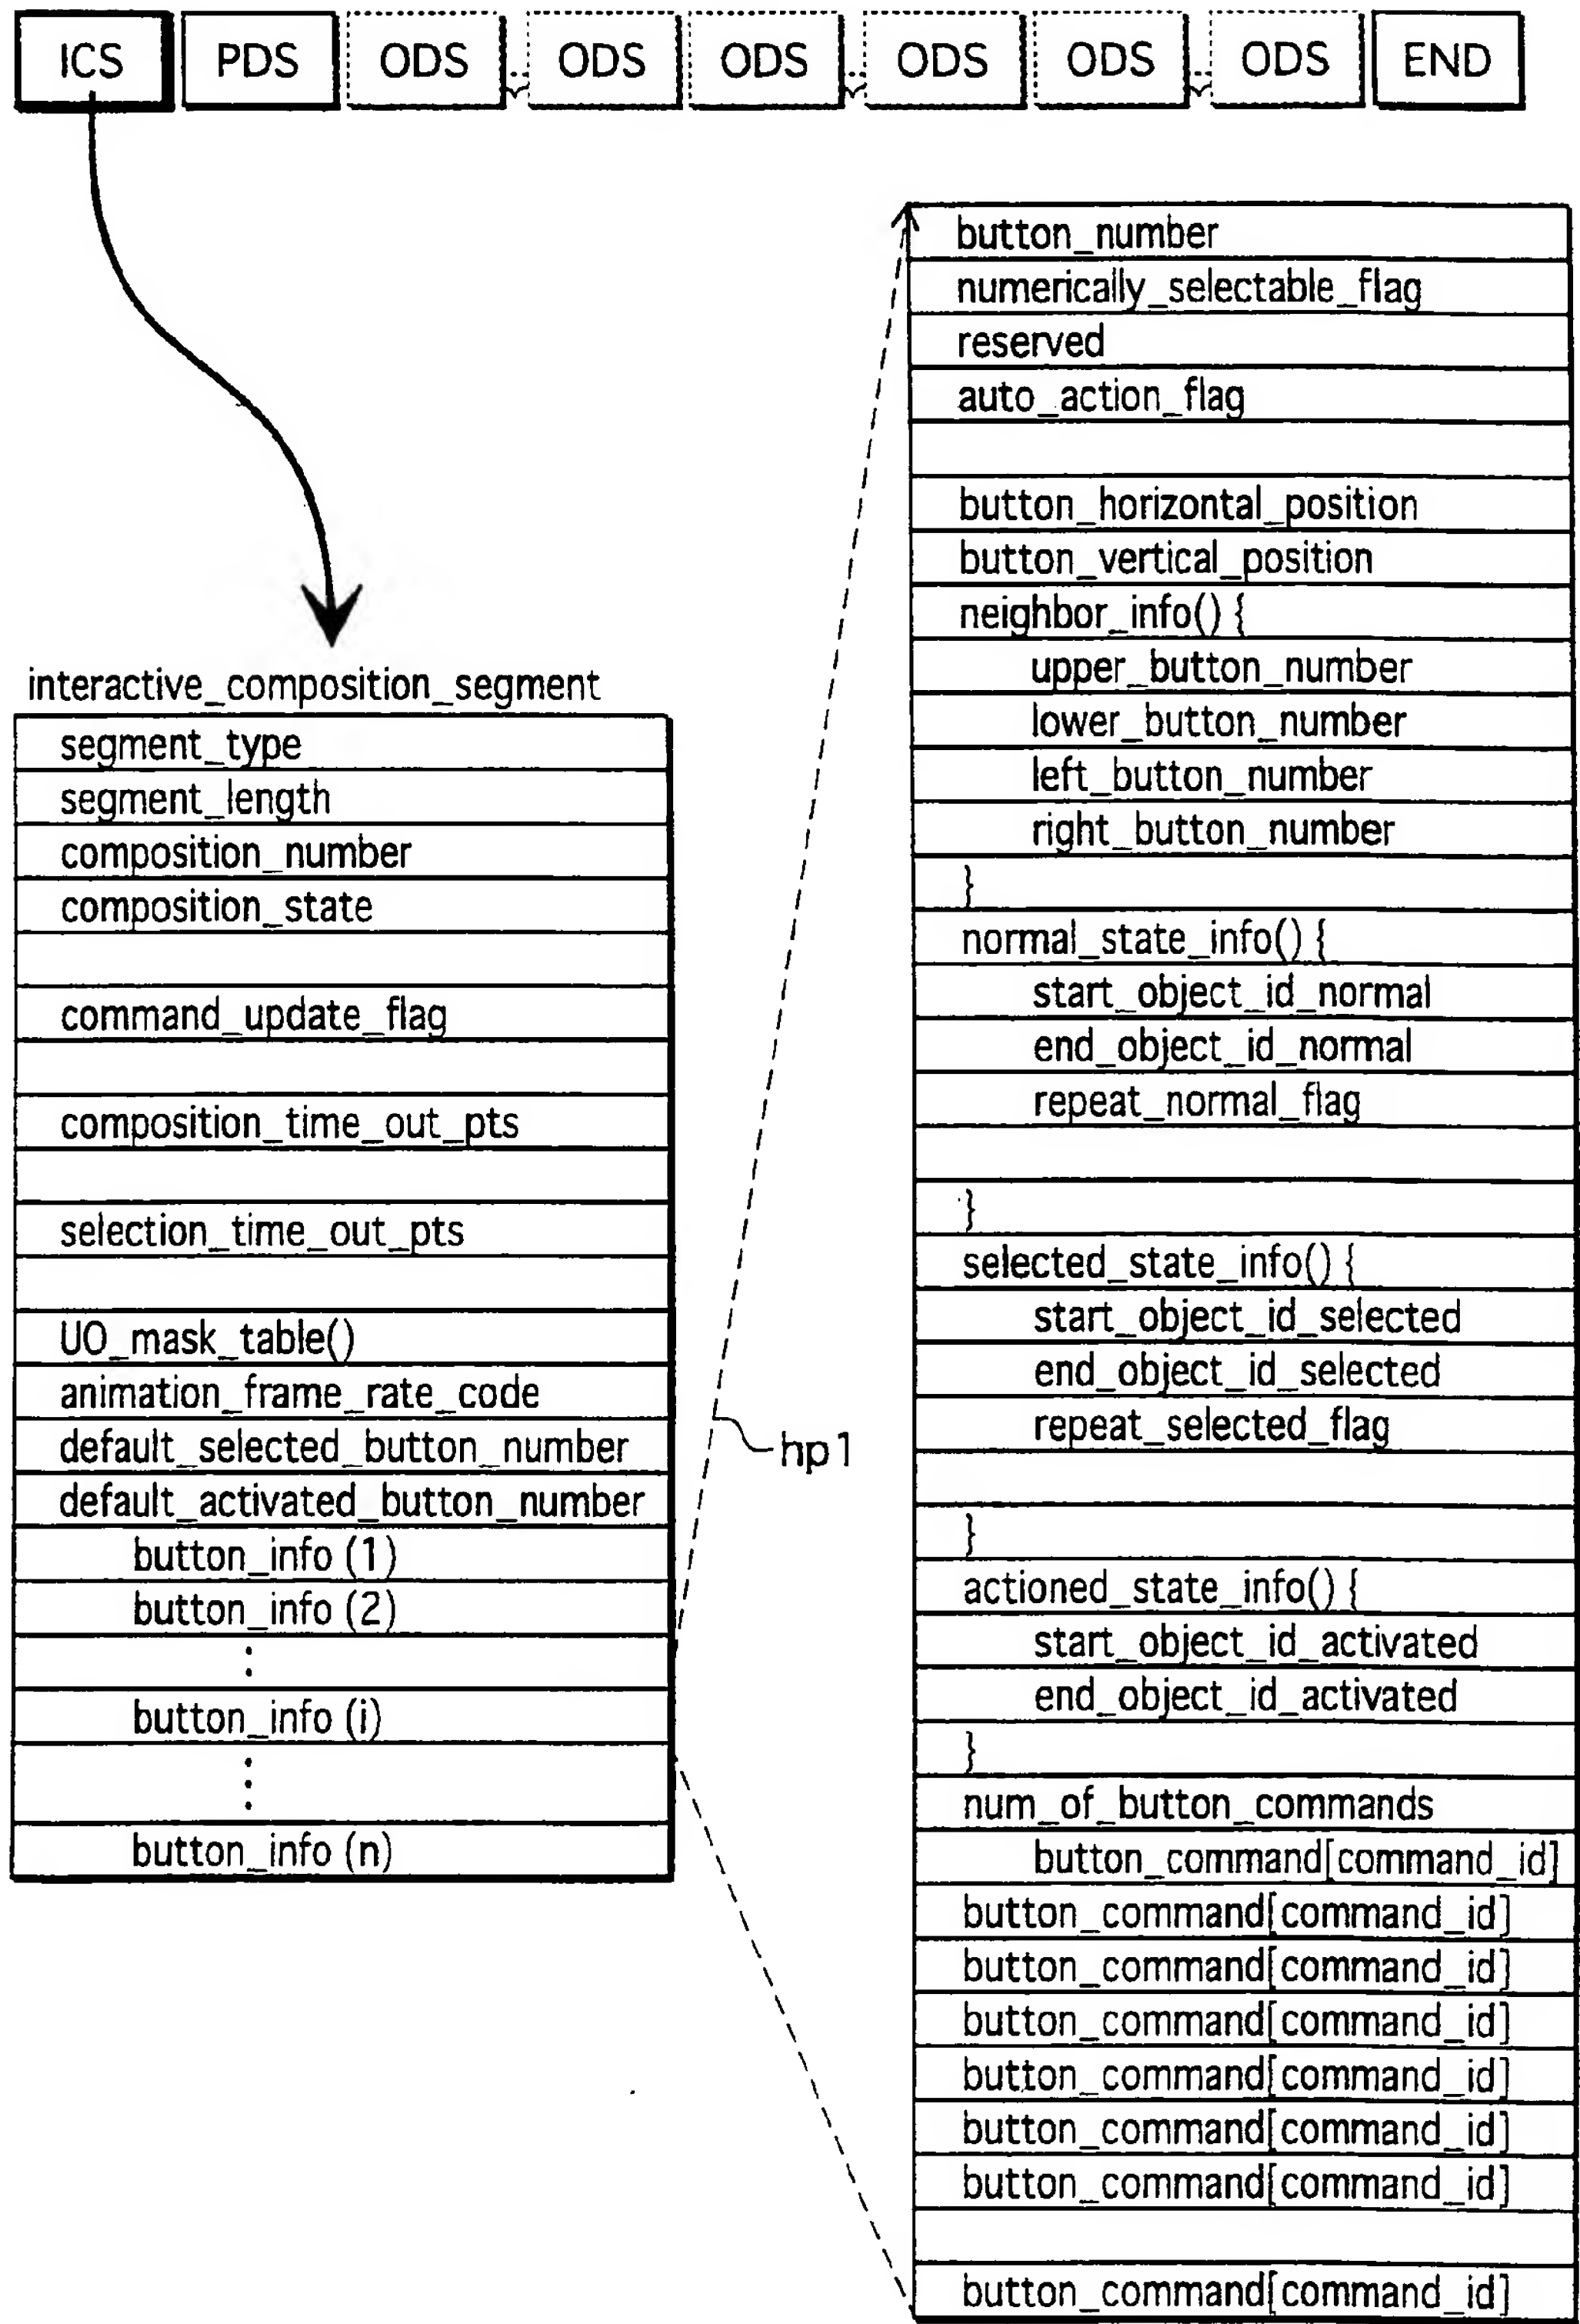 ICS PDS ODS ODS ODS ODS ODS ODS END
interactive_composition_segment
segment_type
segment_length
composition_number
composition_state
command_update_flag
composition_time_out_pts
selection_time_out_pts
UO_mask_table()
animation_frame_rate_code
default_selected_button_number
default_activated_button_number
button_info (1)
button_info (2)
button_info (i)
button_info (n)
hp1
button_number
numerically_selectable_flag
reserved
auto_action_flag
button_horizontal_position
button_vertical_position
neighbor_info() {
upper_button_number
lower_button_number
left_button_number
right_button_number
}
normal_state_info() {
start_object_id_normal
end_object_id_normal
repeat_normal_flag
}
selected_state_info() {
start_object_id_selected
end_object_id_selected
repeat_selected_flag
}
actioned_state_info() {
start_object_id_activated
end_object_id_activated
}
num_of_button_commands
button_command[command_id]
button_command[command_id]
button_command[command_id]
button_command[command_id]
button_command[command_id]
button_command[command_id]
button_command[command_id]
button_command[command_id]